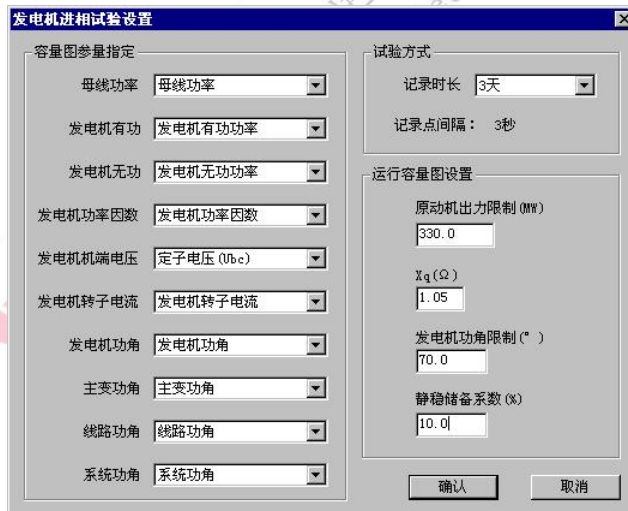 发电机进相试验设置
容量图参量指定
母线功率 母线功率
发电机有功 发电机有功功率
发电机无功 发电机无功功率
发电机功率因数 发电机功率因数
发电机机端电压 定子电压(Ubc)
发电机转子电流 发电机转子电流
发电机功角 发电机功角
主变功角 主变功角
线路功角 线路功角
系统功角 系统功角
试验方式
记录时长 3天
记录点间隔： 3秒
运行容量图设置
原动机出力限制(MW)
330.0
Xq(Ω)
1.05
发电机功角限制(°)
70.0
静稳储备系数(%)
10.0
确认 取消